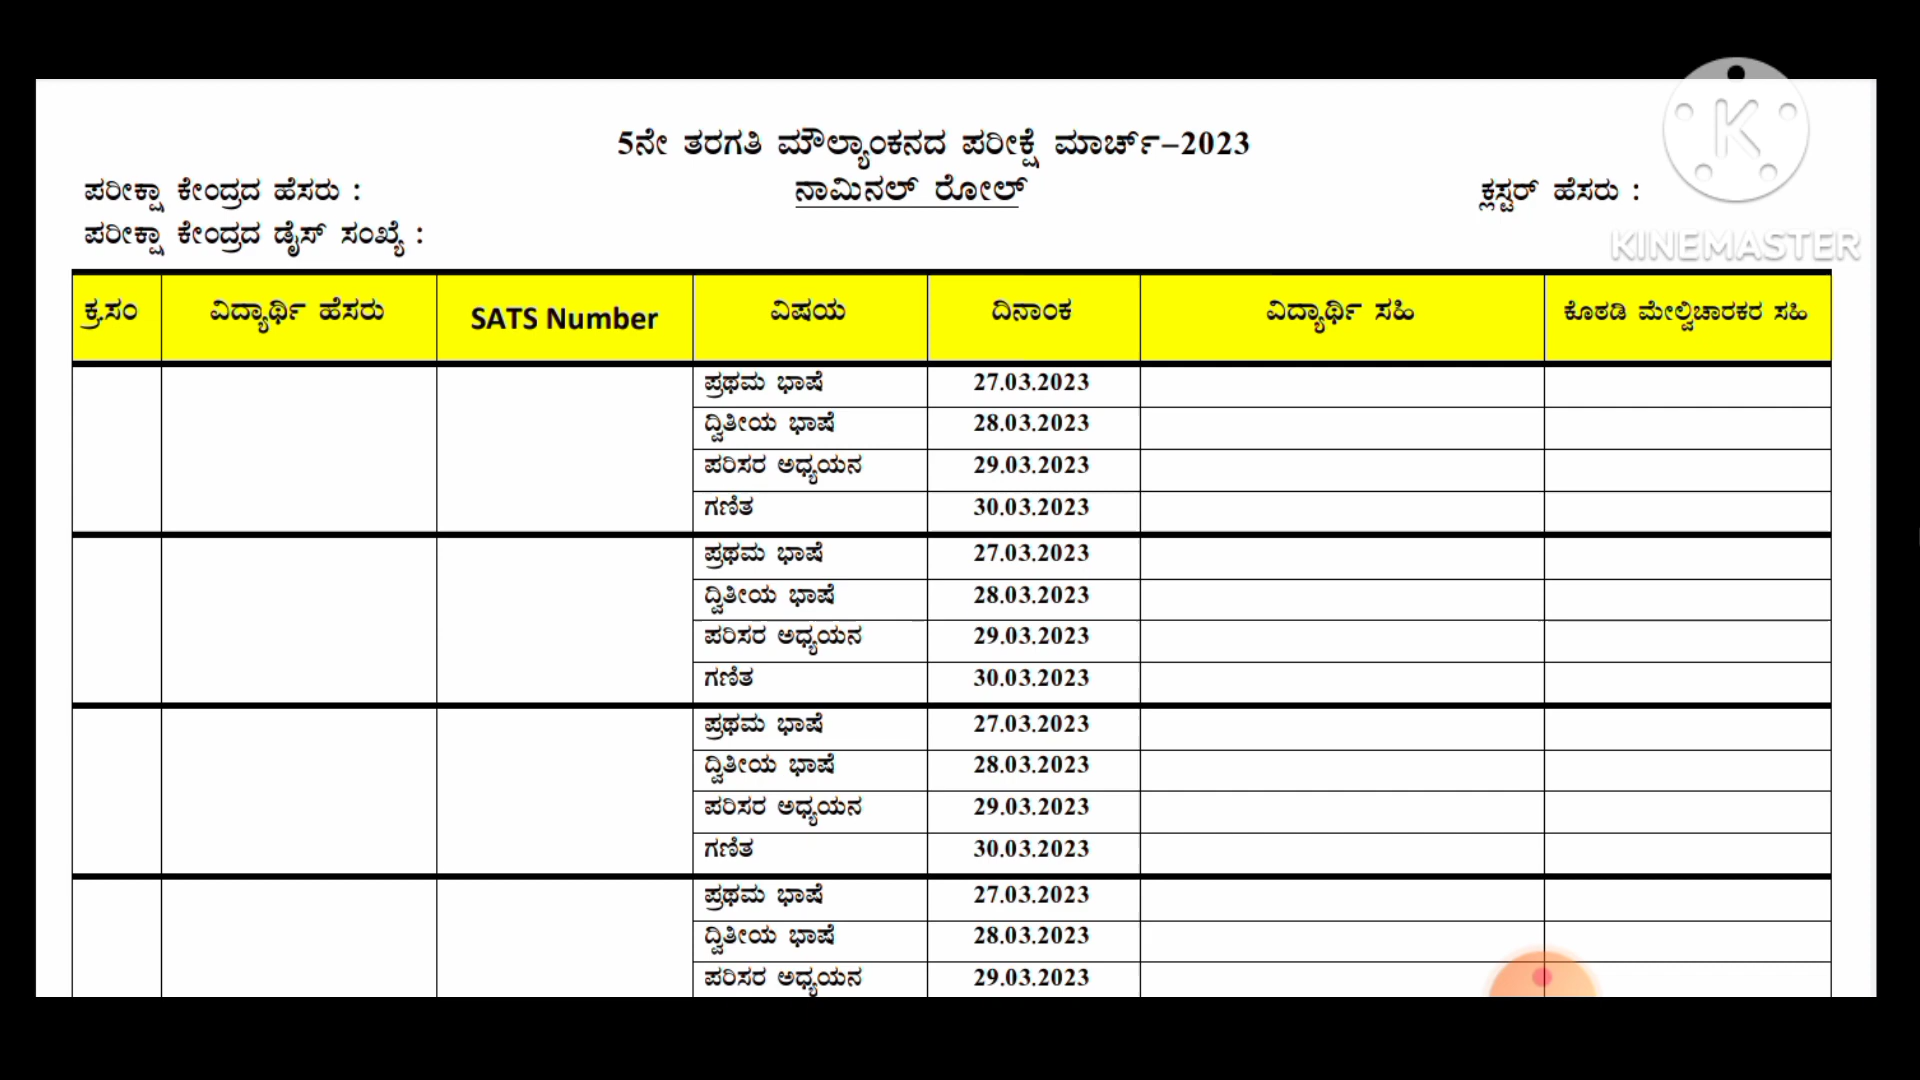 5ನೇ ತರಗತಿ ಮೌಲ್ಯಾಂಕನದ ಪರೀಕ್ಷೆ ಮಾರ್ಚ್-2023
ಪರೀಕ್ಷಾ ಕೇಂದ್ರದ ಹೆಸರು : ನಾಮಿನಲ್ ರೋಲ್ ಕ್ಲಸ್ಟರ್ ಹೆಸರು :
ಪರೀಕ್ಷಾ ಕೇಂದ್ರದ ಡೈಸ್ ಸಂಖ್ಯೆ :
K
KINEMASTER
ಕ್ರ.ಸಂ ವಿದ್ಯಾರ್ಥಿ ಹೆಸರು SATS Number ವಿಷಯ ದಿನಾಂಕ ವಿದ್ಯಾರ್ಥಿ ಸಹಿ ಕೊಠಡಿ ಮೇಲ್ವಿಚಾರಕರ ಸಹಿ
ಪ್ರಥಮ ಭಾಷೆ 27.03.2023
ದ್ವಿತೀಯ ಭಾಷೆ 28.03.2023
ಪರಿಸರ ಅಧ್ಯಯನ 29.03.2023
ಗಣಿತ 30.03.2023
ಪ್ರಥಮ ಭಾಷೆ 27.03.2023
ದ್ವಿತೀಯ ಭಾಷೆ 28.03.2023
ಪರಿಸರ ಅಧ್ಯಯನ 29.03.2023
ಗಣಿತ 30.03.2023
ಪ್ರಥಮ ಭಾಷೆ 27.03.2023
ದ್ವಿತೀಯ ಭಾಷೆ 28.03.2023
ಪರಿಸರ ಅಧ್ಯಯನ 29.03.2023
ಗಣಿತ 30.03.2023
ಪ್ರಥಮ ಭಾಷೆ 27.03.2023
ದ್ವಿತೀಯ ಭಾಷೆ 28.03.2023
ಪರಿಸರ ಅಧ್ಯಯನ 29.03.2023